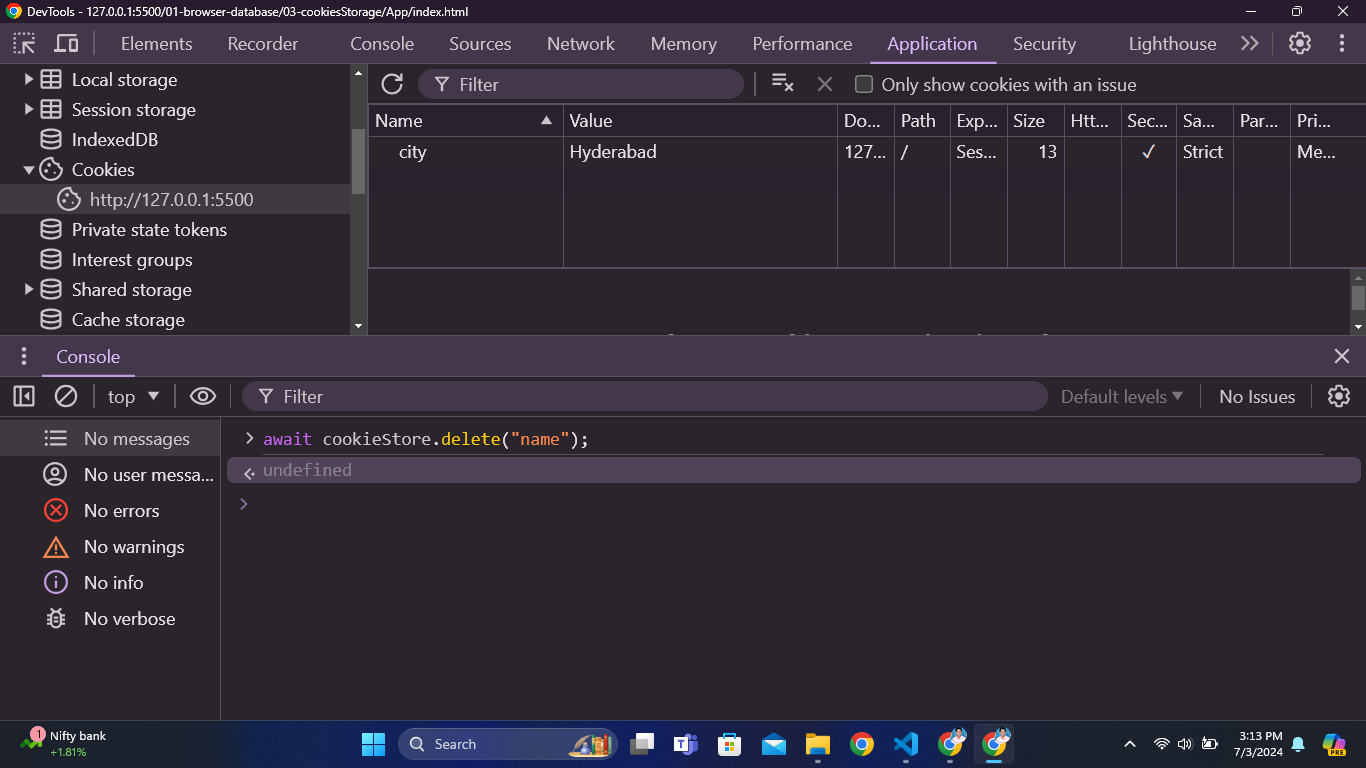 DevTools - 127.0.0.1:5500/01-browser-database/03-cookiesStorage/App/index.html
Elements Recorder Console Sources Network Memory Performance Application Security Lighthouse
Local storage
Session storage
IndexedDB
Cookies
http://127.0.0.1:5500
Private state tokens
Interest groups
Shared storage
Cache storage
Filter Only show cookies with an issue
Name Value Do... Path Exp... Size Htt... Sec... Sa... Par... Pri...
city Hyderabad 127... / Ses... 13 ✓ Strict Me...
Console
top Filter Default levels No Issues
No messages
No user messa...
No errors
No warnings
No info
No verbose
> await cookieStore.delete("name");
undefined
>
1
Nifty bank
+1.81%
Search
3:13 PM
7/3/2024
PRE